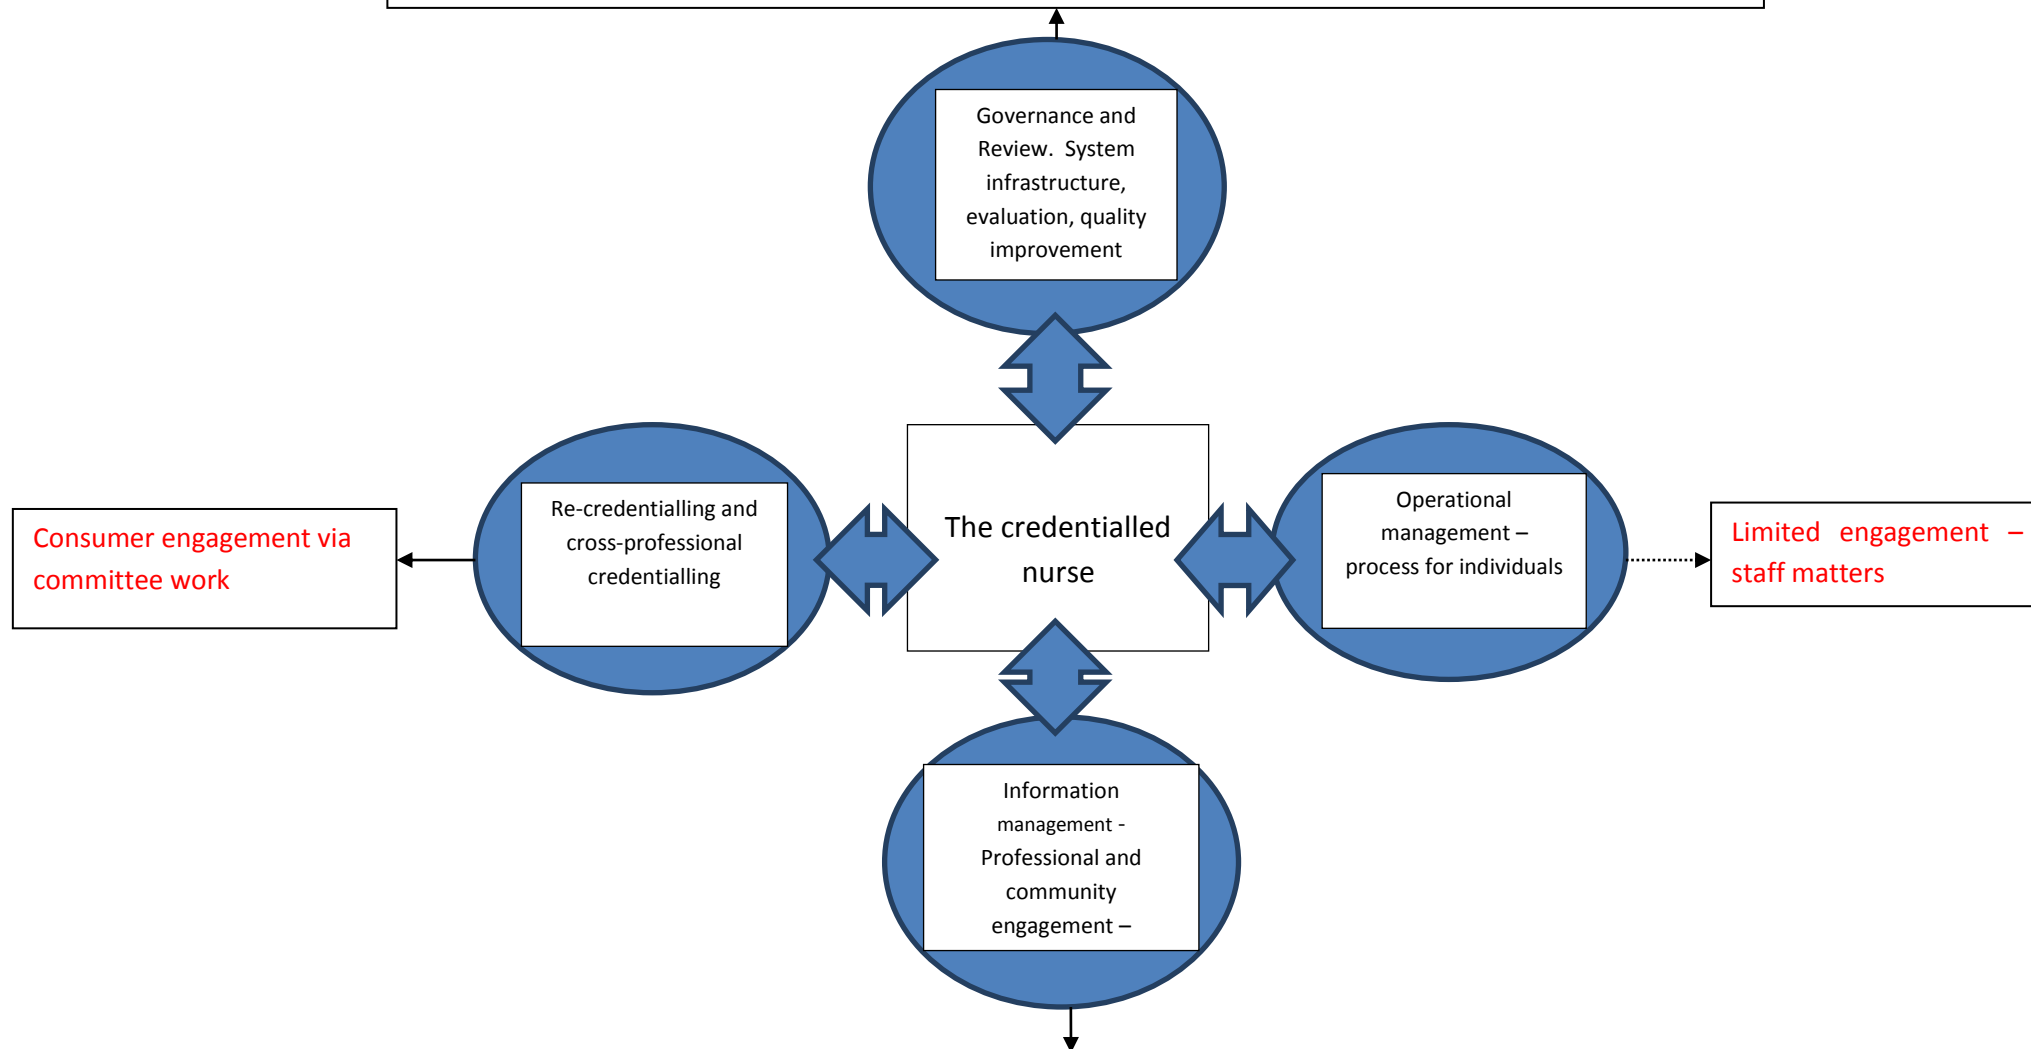 Governance and
Review.  System
infrastructure,
evaluation, quality
improvement
Re-credentialling and
cross-professional
credentialling
The credentialled
nurse
Operational
management –
process for individuals
Consumer engagement via
committee work
Limited engagement –
staff matters
Information
management -
Professional and
community
engagement –